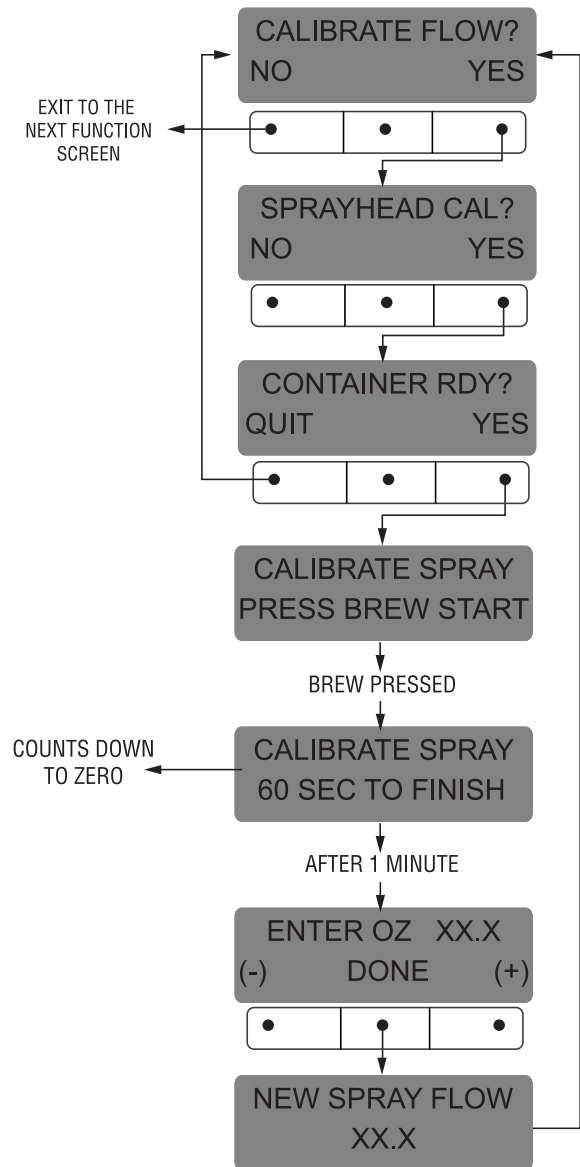 CALIBRATE FLOW?
NO YES
EXIT TO THE
NEXT FUNCTION
SCREEN
SPRAYHEAD CAL?
NO YES
CONTAINER RDY?
QUIT YES
CALIBRATE SPRAY
PRESS BREW START
BREW PRESSED
COUNTS DOWN
TO ZERO
CALIBRATE SPRAY
60 SEC TO FINISH
AFTER 1 MINUTE
ENTER OZ XX.X
(-) DONE (+)
NEW SPRAY FLOW
XX.X